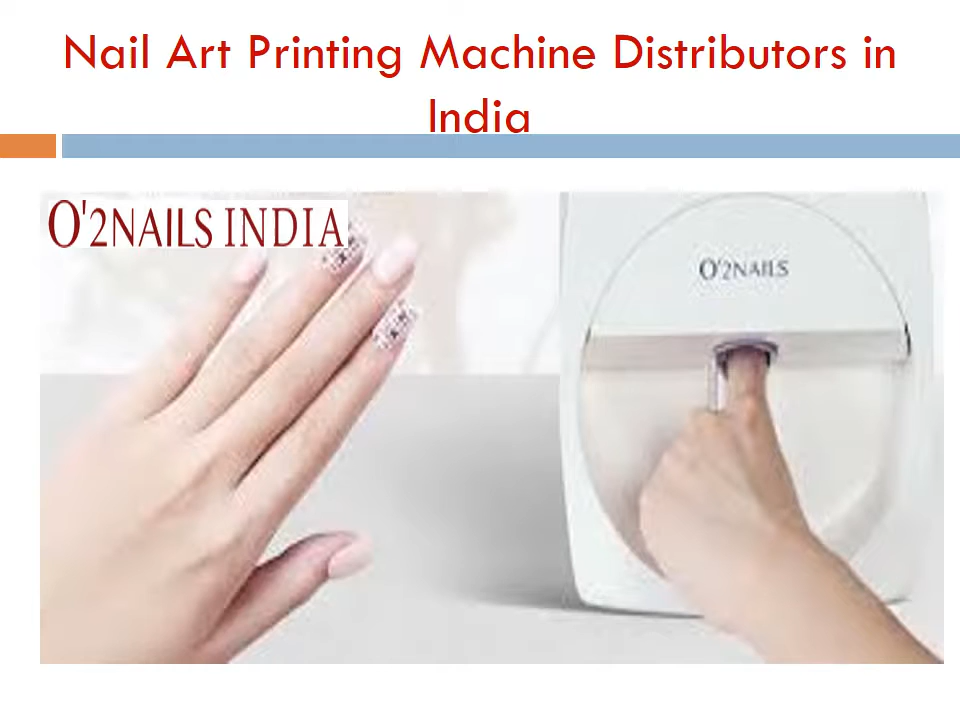 Nail Art Printing Machine Distributors in
India
O'2NAILS INDIA
O'2NAILS